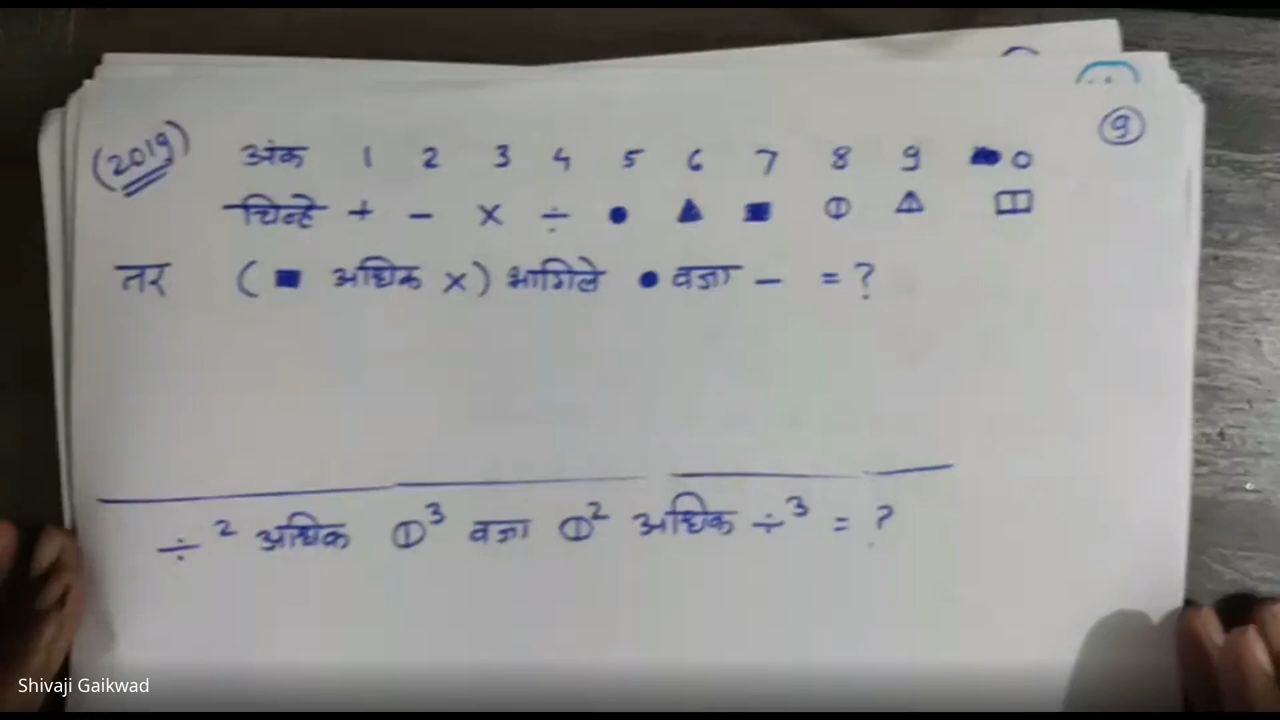 (2019) अंक 1 2 3 4 5 6 7 8 9 0 ९
चिन्हे + − × ÷ ● ▲ ■ ⦶ ◬ ◫
तर ( ■ अधिक × ) भागिले ● वजा − = ?
÷² अधिक ⦶³ वजा ⦶² अधिक ÷³ = ?
Shivaji Gaikwad